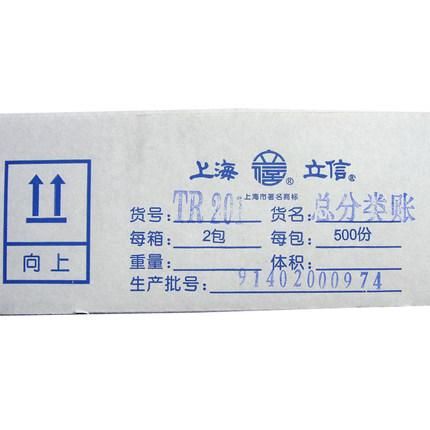 上海 信® 立信®
上海市著名商标
货号: TR 201 货名: 总分类账
每箱: 2包 每包: 500份
重量: 体积:
生产批号: 91402000974
向上